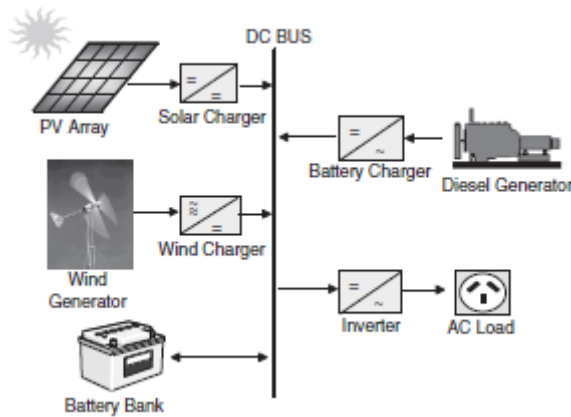 DC BUS
PV Array
Solar Charger
Battery Charger
Diesel Generator
Wind Charger
Wind
Generator
Inverter
AC Load
Battery Bank